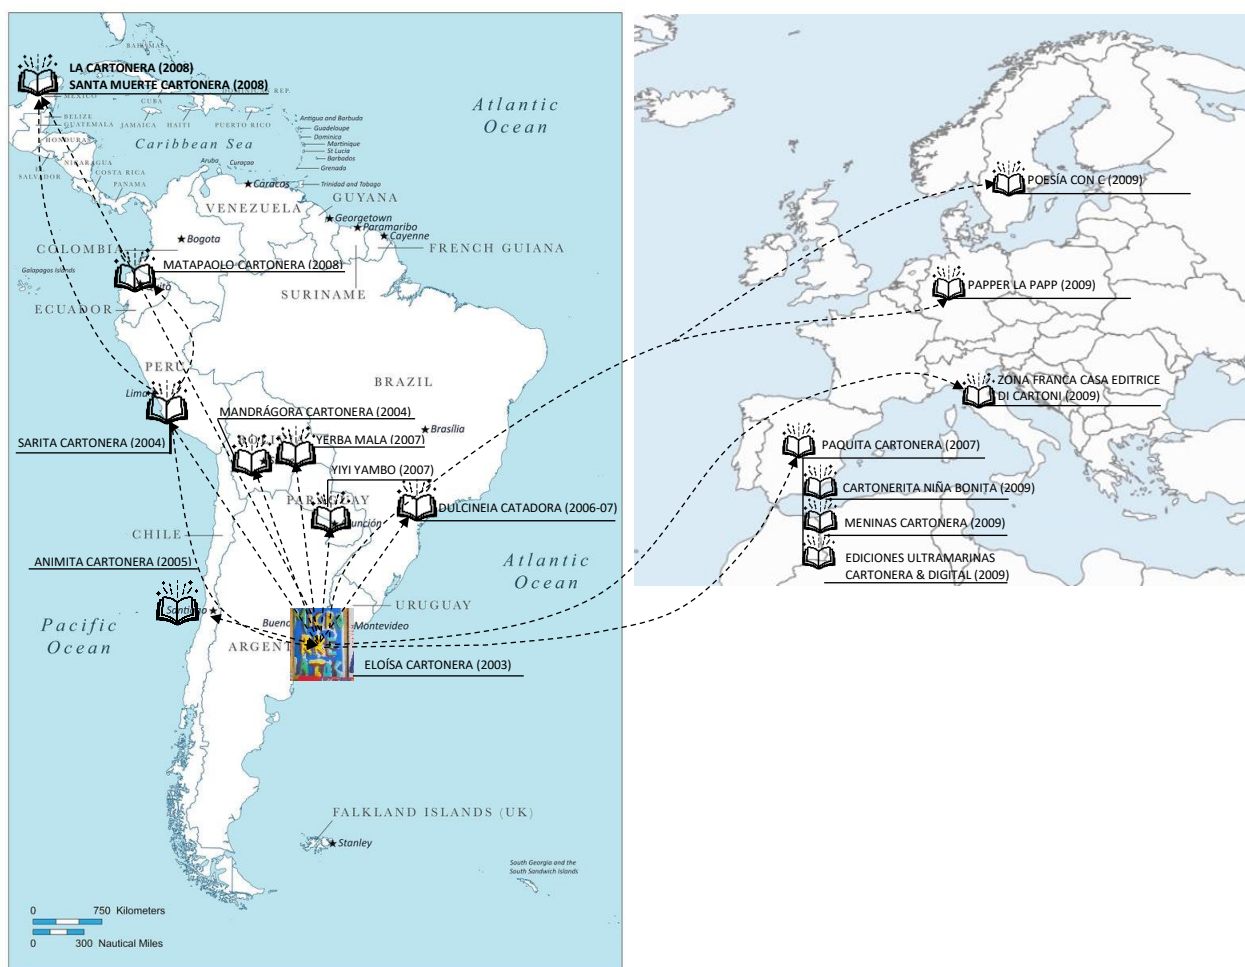 BAHAMAS
LA CARTONERA (2008)
SANTA MUERTE CARTONERA (2008)
MEXICO
CUBA
DOMINICAN REP.
BELIZE
GUATEMALA
JAMAICA
HAITI
PUERTO RICO
HONDURAS
Caribbean Sea
Atlantic
Ocean
Antigua and Barbuda
Guadeloupe
Dominica
Martinique
St Lucia
Barbados
Grenada
Trinidad and Tobago
NICARAGUA
EL
SALVADOR
COSTA RICA
PANAMA
Aruba
Curaçao
Caracas
VENEZUELA
GUYANA
Georgetown
Paramaribo
Cayenne
COLOMBIA
Bogota
FRENCH GUIANA
MATAPAOLO CARTONERA (2008)
Galapagos Islands
SURINAME
ECUADOR
PERU
BRAZIL
Lima
MANDRÁGORA CARTONERA (2004)
Brasília
SARITA CARTONERA (2004)
YERBA MALA (2007)
YIYI YAMBO (2007)
PARAGUAY
DULCINEIA CATADORA (2006-07)
CHILE
ANIMITA CARTONERA (2005)
Atlantic
Ocean
Santiago
URUGUAY
Pacific
Ocean
Montevideo
ELOÍSA CARTONERA (2003)
FALKLAND ISLANDS (UK)
Stanley
South Georgia and the
South Sandwich Islands
0 750 Kilometers
0 300 Nautical Miles
POESÍA CON C (2009)
PAPPER LA PAPP (2009)
ZONA FRANCA CASA EDITRICE
DI CARTONI (2009)
PAQUITA CARTONERA (2007)
CARTONERITA NIÑA BONITA (2009)
MENINAS CARTONERA (2009)
EDICIONES ULTRAMARINAS
CARTONERA & DIGITAL (2009)